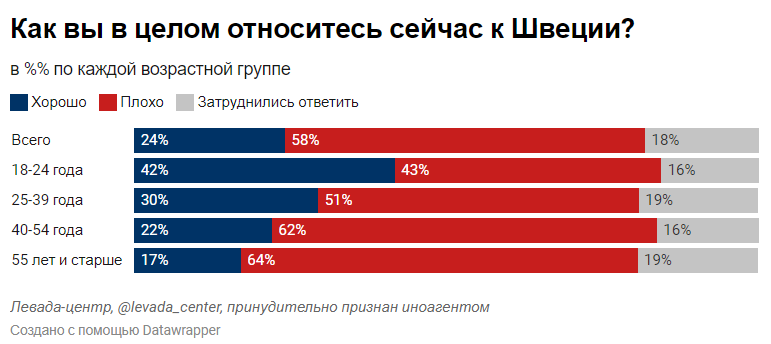 Как вы в целом относитесь сейчас к Швеции?
в %% по каждой возрастной группе
Хорошо Плохо Затруднились ответить
Всего 24% 58% 18%
18-24 года 42% 43% 16%
25-39 года 30% 51% 19%
40-54 года 22% 62% 16%
55 лет и старше 17% 64% 19%
Левада-центр, @levada_center, принудительно признан иноагентом
Создано с помощью Datawrapper